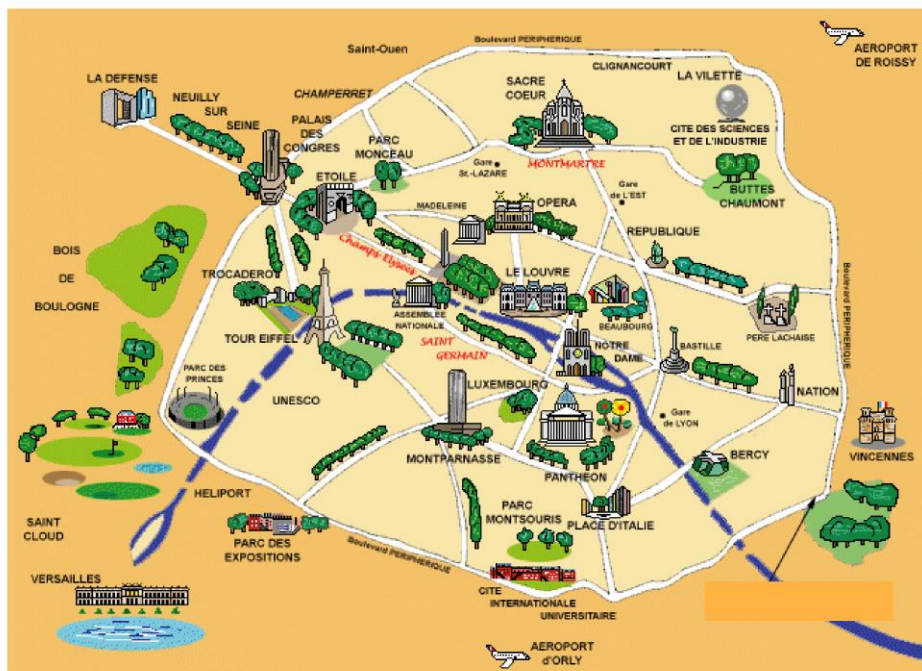 AEROPORT
DE ROISSY
Boulevard PERIPHERIQUE
Saint-Ouen
CLIGNANCOURT
LA DEFENSE
NEUILLY
SUR
SEINE
CHAMPERRET
PALAIS
DES
CONGRES
SACRE
COEUR
LA VILETTE
CITE DES SCIENCES
ET DE L'INDUSTRIE
PARC
MONCEAU
Gare
St.-LAZARE
MONTMARTRE
ETOILE
Gare
de L'EST
BUTTES
CHAUMONT
MADELEINE
OPERA
REPUBLIQUE
Champs Elysees
BOIS
DE
BOULOGNE
TROCADERO
LE LOUVRE
Boulevard PERIPHERIQUE
ASSEMBLEE
NATIONALE
BEAUBOURG
TOUR EIFFEL
PERE LACHAISE
SAINT
GERMAIN
NOTRE
DAME
BASTILLE
PARC DES
PRINCES
UNESCO
LUXEMBOURG
NATION
Gare
de LYON
VINCENNES
MONTPARNASSE
PANTHEON
BERCY
HELIPORT
SAINT
CLOUD
PARC DES
EXPOSITIONS
PARC
MONTSOURIS
PLACE D'ITALIE
Boulevard PERIPHERIQUE
VERSAILLES
CITE
INTERNATIONALE
UNIVERSITAIRE
AEROPORT
d'ORLY